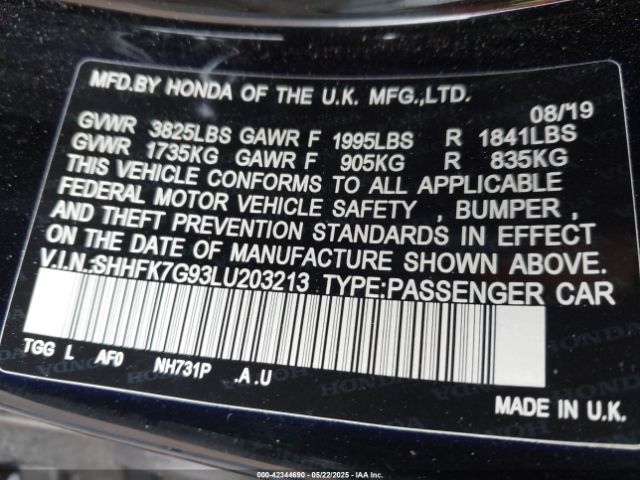 MFD.BY HONDA OF THE U.K. MFG.,LTD.
08/'19
GVWR 3825LBS GAWR F 1995LBS R 1841LBS
GVWR 1735KG GAWR F 905KG R 835KG
THIS VEHICLE CONFORMS TO ALL APPLICABLE
FEDERAL MOTOR VEHICLE SAFETY , BUMPER ,
AND THEFT PREVENTION STANDARDS IN EFFECT
ON THE DATE OF MANUFACTURE SHOWN ABOVE.
V.I.N:SHHFK7G93LU203213 TYPE:PASSENGER CAR
TGG L AF0 NH731P .A.U
MADE IN U.K.
000-42344690 - 05/22/2025 - IAAI.COM